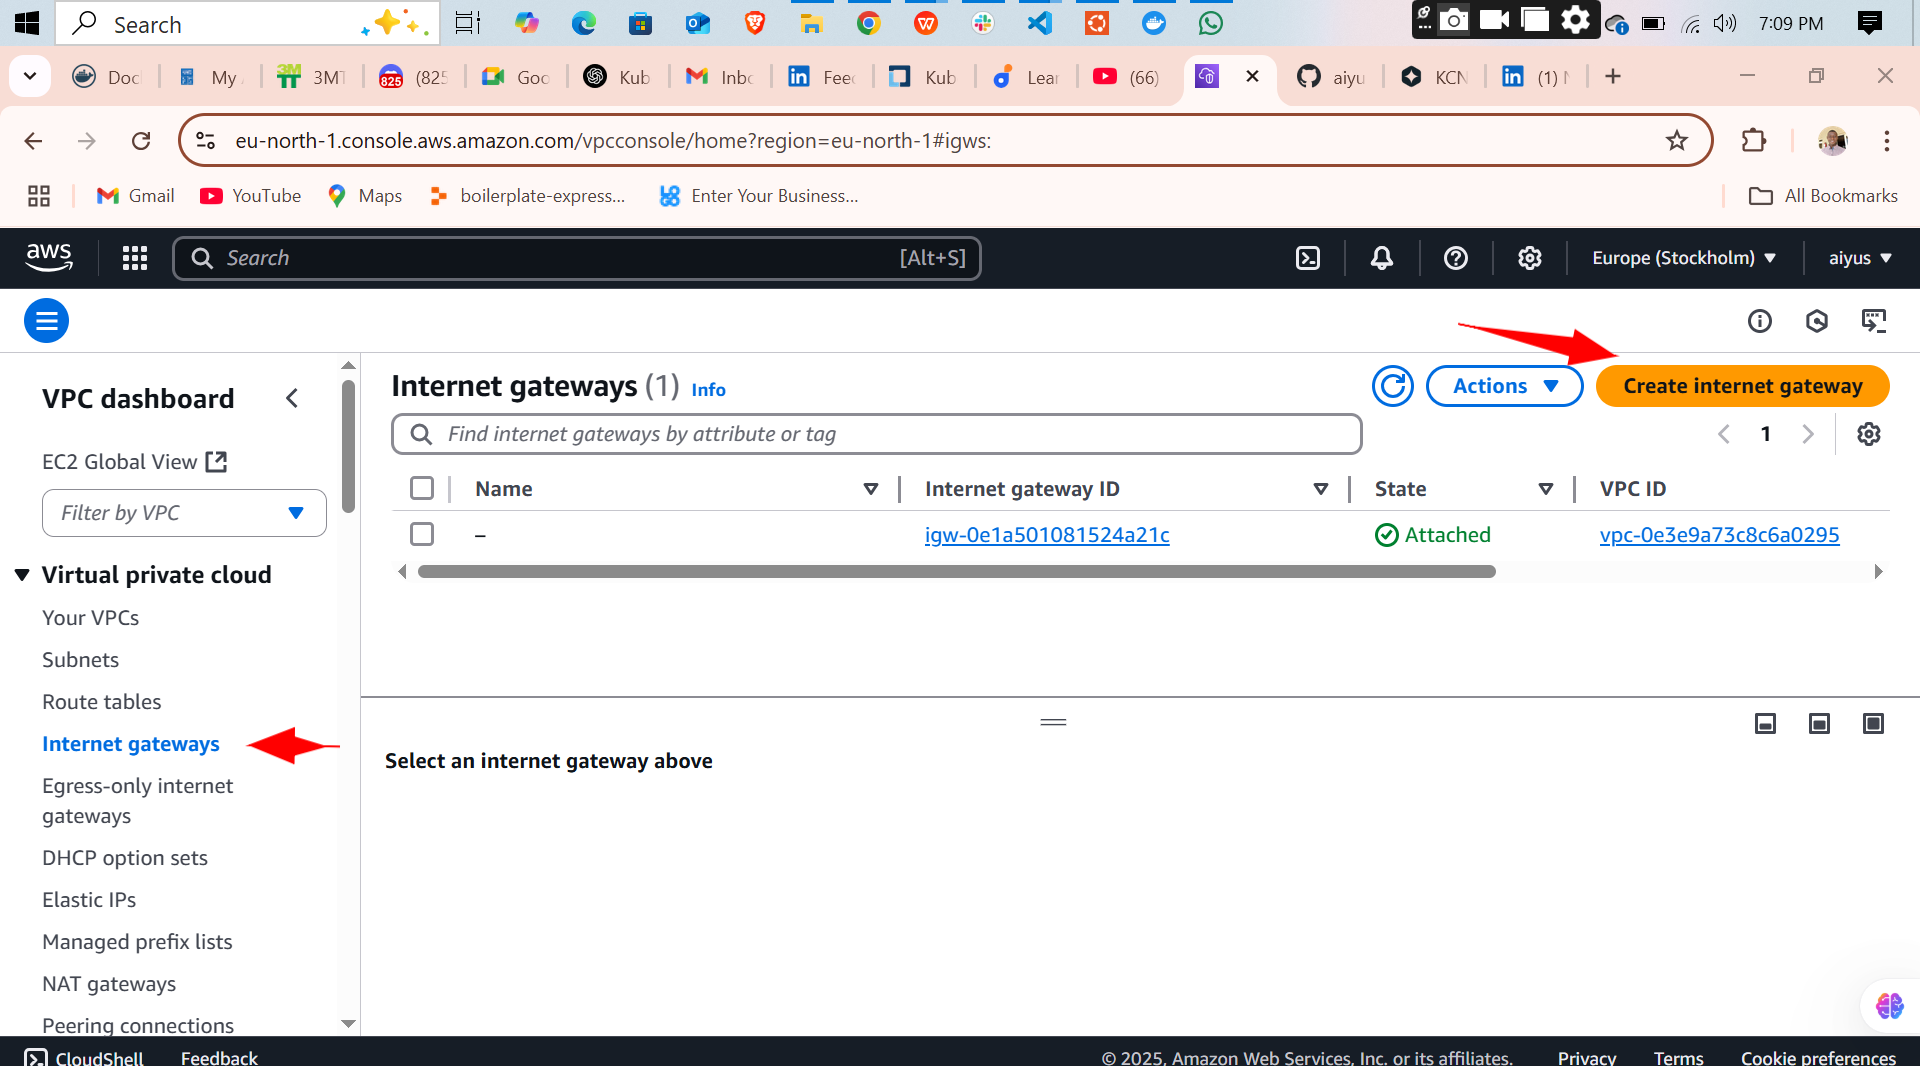 Search
7:09 PM
Doc
My
3MT
(825
Goo
Kub
Inbo
Feed
Kub
Lear
(66)
aiyu
KCN
(1)
eu-north-1.console.aws.amazon.com/vpcconsole/home?region=eu-north-1#igws:
Gmail
YouTube
Maps
boilerplate-express...
Enter Your Business...
All Bookmarks
aws
Search
[Alt+S]
Europe (Stockholm)
aiyus
VPC dashboard
EC2 Global View
Filter by VPC
Virtual private cloud
Your VPCs
Subnets
Route tables
Internet gateways
Egress-only internet
gateways
DHCP option sets
Elastic IPs
Managed prefix lists
NAT gateways
Peering connections
Internet gateways (1) Info
Actions
Create internet gateway
Find internet gateways by attribute or tag
1
Name
Internet gateway ID
State
VPC ID
–
igw-0e1a501081524a21c
Attached
vpc-0e3e9a73c8c6a0295
Select an internet gateway above
CloudShell
Feedback
© 2025, Amazon Web Services, Inc. or its affiliates.
Privacy
Terms
Cookie preferences